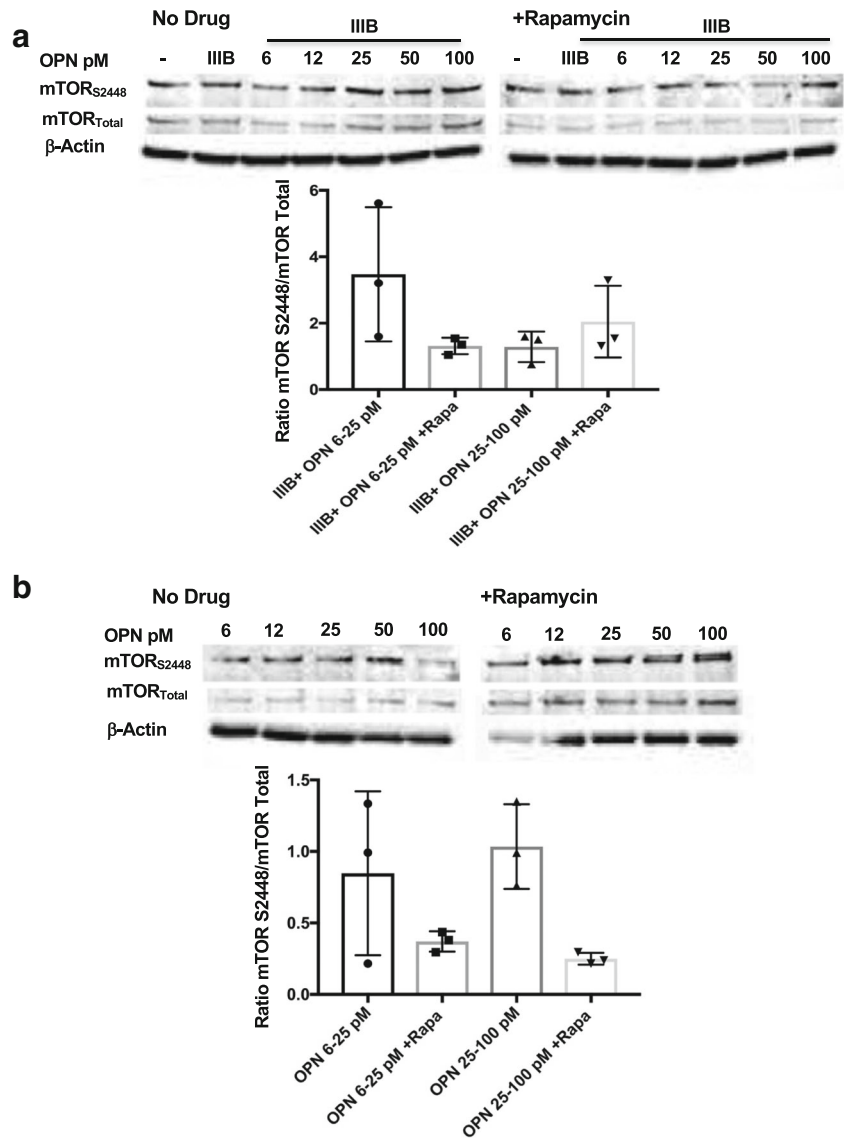 a
No Drug
+Rapamycin
IIIB
IIIB
OPN pM - IIIB 6 12 25 50 100 - IIIB 6 12 25 50 100
mTORS2448
mTORTotal
β-Actin
Ratio mTOR S2448/mTOR Total
6
4
2
0
IIIB+ OPN 6-25 pM
IIIB+ OPN 6-25 pM +Rapa
IIIB+ OPN 25-100 pM
IIIB+ OPN 25-100 pM +Rapa
b
No Drug
+Rapamycin
OPN pM 6 12 25 50 100 6 12 25 50 100
mTORS2448
mTORTotal
β-Actin
Ratio mTOR S2448/mTOR Total
1.5
1.0
0.5
0.0
OPN 6-25 pM
OPN 6-25 pM +Rapa
OPN 25-100 pM
OPN 25-100 pM +Rapa